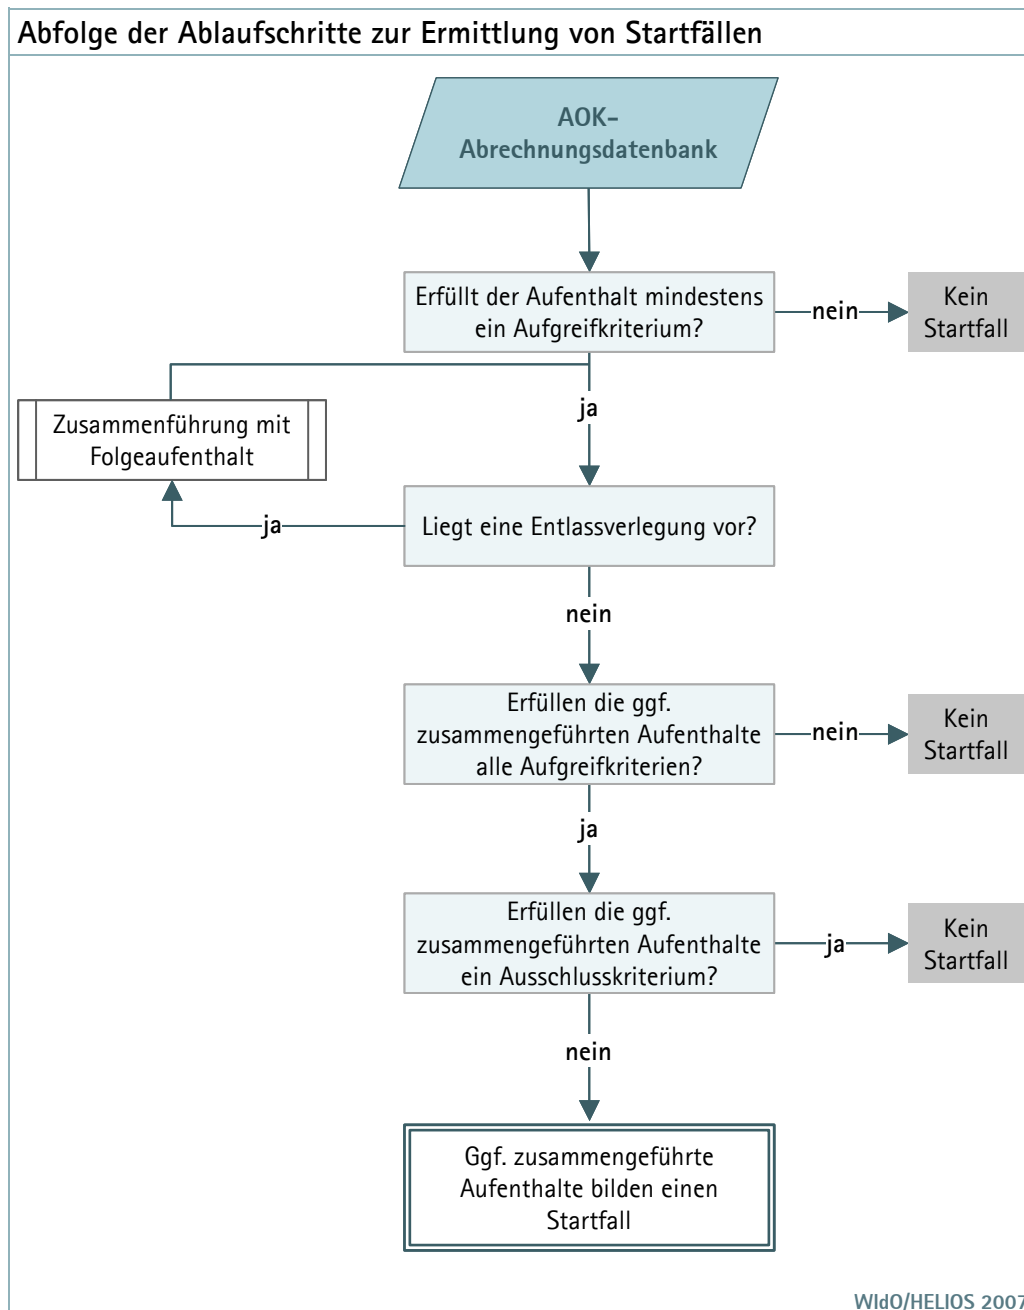 Abfolge der Ablaufschritte zur Ermittlung von Startfällen
AOK-
Abrechnungsdatenbank
Erfüllt der Aufenthalt mindestens
ein Aufgreifkriterium?
nein
Kein
Startfall
ja
Zusammenführung mit
Folgeaufenthalt
Liegt eine Entlassverlegung vor?
ja
nein
Erfüllen die ggf.
zusammengeführten Aufenthalte
alle Aufgreifkriterien?
nein
Kein
Startfall
ja
Erfüllen die ggf.
zusammengeführten Aufenthalte
ein Ausschlusskriterium?
ja
Kein
Startfall
nein
Ggf. zusammengeführte
Aufenthalte bilden einen
Startfall
WIdO/HELIOS 2007